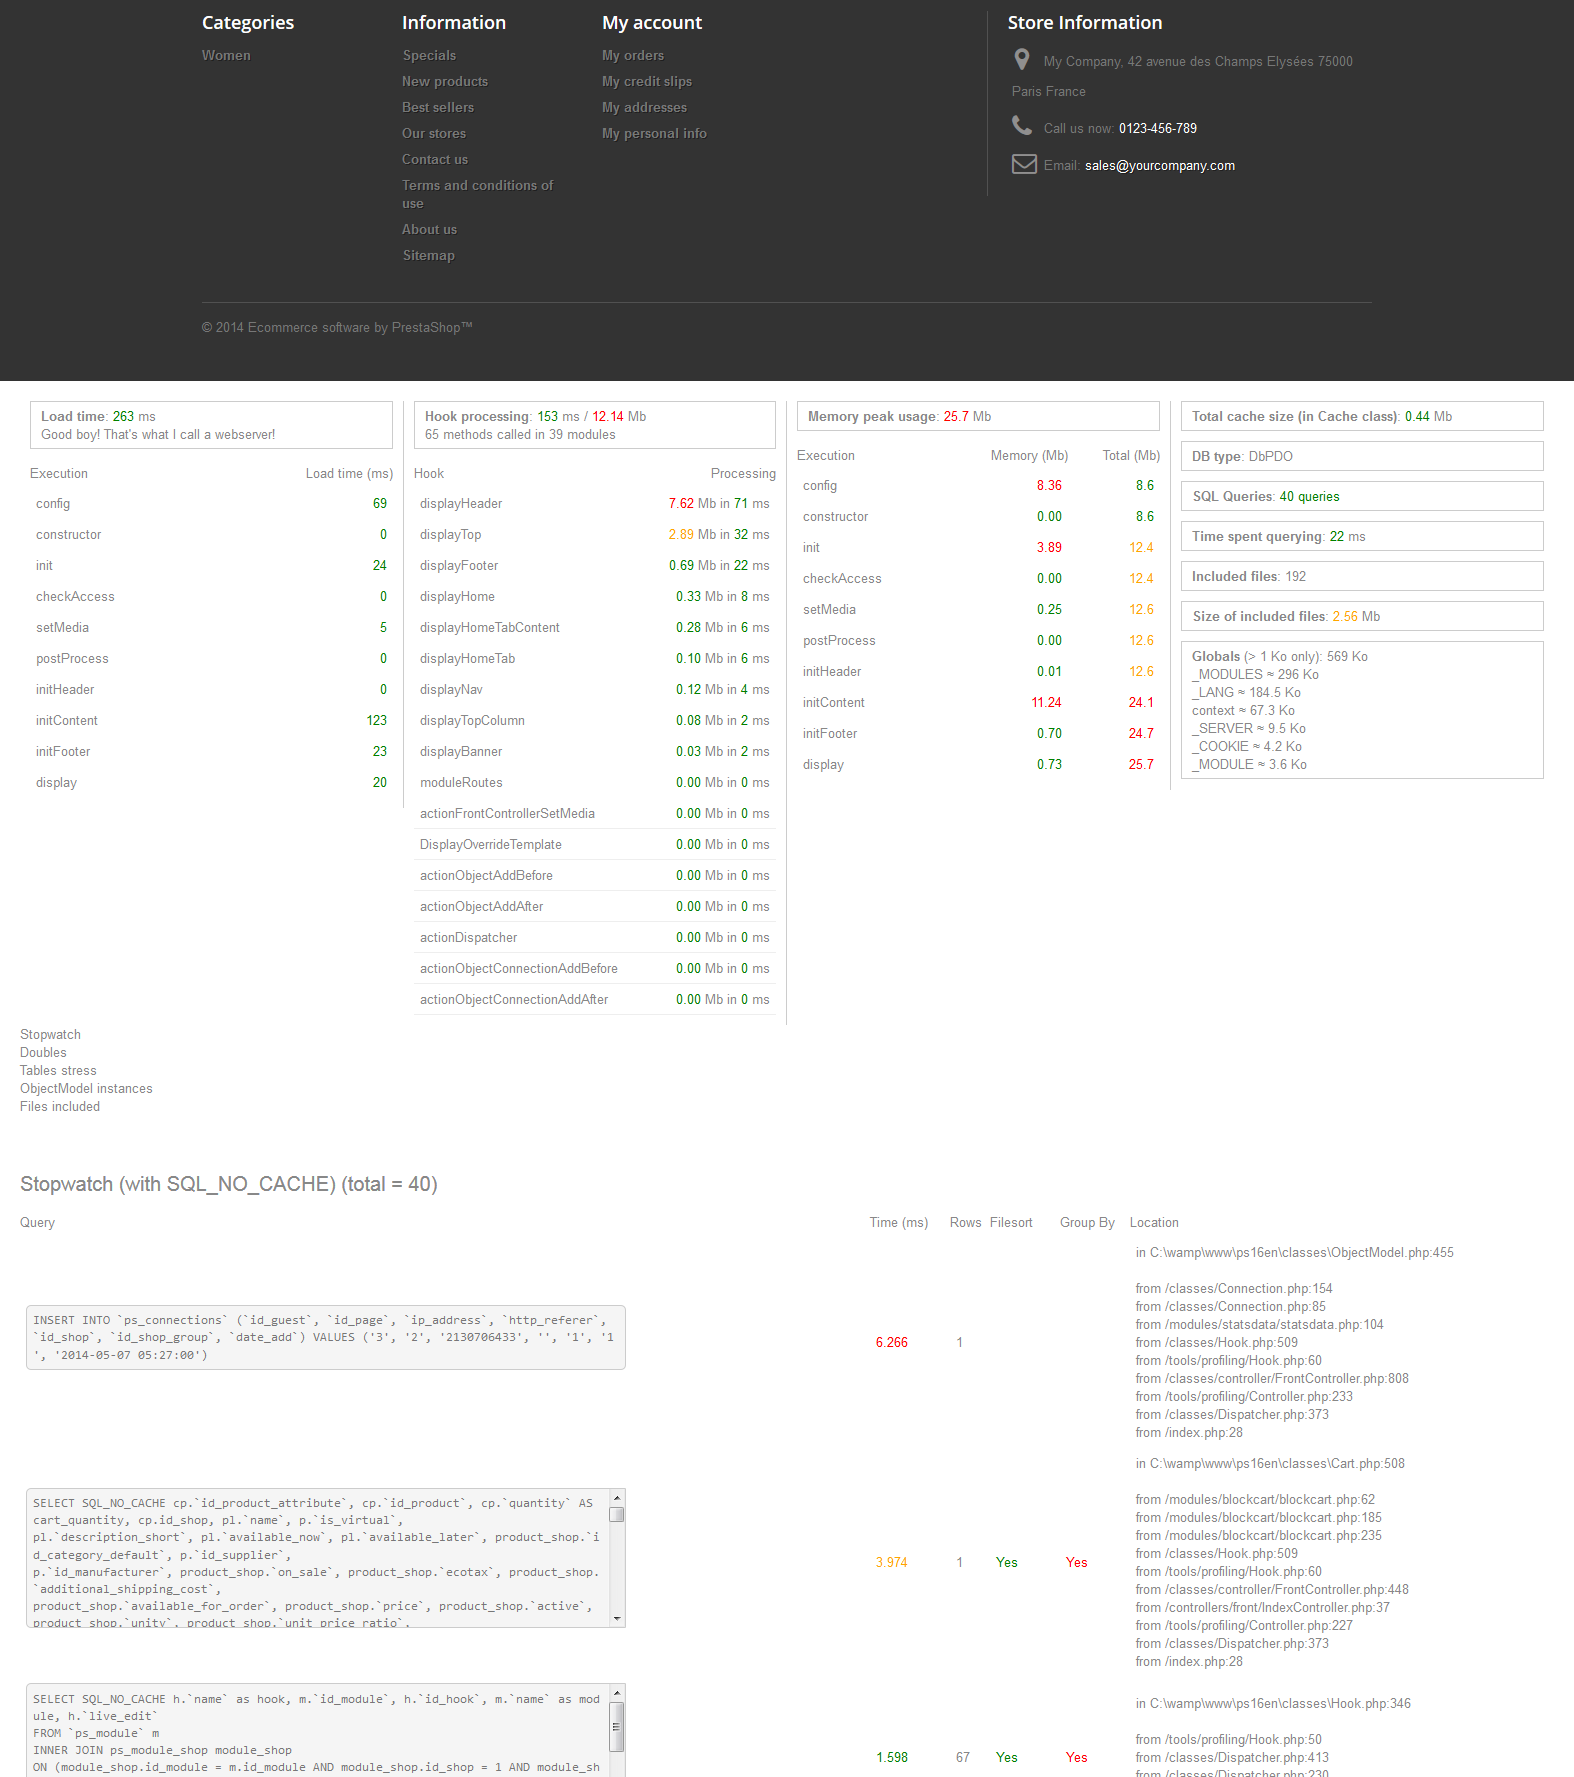 Categories
Women
Information
Specials
New products
Best sellers
Our stores
Contact us
Terms and conditions of
use
About us
Sitemap
My account
My orders
My credit slips
My addresses
My personal info
Store Information
My Company, 42 avenue des Champs Elysées 75000
Paris France
Call us now: 0123-456-789
Email: sales@yourcompany.com
© 2014 Ecommerce software by PrestaShop™
Load time: 263 ms
Good boy! That's what I call a webserver!
Execution Load time (ms)
config 69
constructor 0
init 24
checkAccess 0
setMedia 5
postProcess 0
initHeader 0
initContent 123
initFooter 23
display 20
Hook processing: 153 ms / 12.14 Mb
65 methods called in 39 modules
Hook Processing
displayHeader 7.62 Mb in 71 ms
displayTop 2.89 Mb in 32 ms
displayFooter 0.69 Mb in 22 ms
displayHome 0.33 Mb in 8 ms
displayHomeTabContent 0.28 Mb in 6 ms
displayHomeTab 0.10 Mb in 6 ms
displayNav 0.12 Mb in 4 ms
displayTopColumn 0.08 Mb in 2 ms
displayBanner 0.03 Mb in 2 ms
moduleRoutes 0.00 Mb in 0 ms
actionFrontControllerSetMedia 0.00 Mb in 0 ms
DisplayOverrideTemplate 0.00 Mb in 0 ms
actionObjectAddBefore 0.00 Mb in 0 ms
actionObjectAddAfter 0.00 Mb in 0 ms
actionDispatcher 0.00 Mb in 0 ms
actionObjectConnectionAddBefore 0.00 Mb in 0 ms
actionObjectConnectionAddAfter 0.00 Mb in 0 ms
Memory peak usage: 25.7 Mb
Execution Memory (Mb) Total (Mb)
config 8.36 8.6
constructor 0.00 8.6
init 3.89 12.4
checkAccess 0.00 12.4
setMedia 0.25 12.6
postProcess 0.00 12.6
initHeader 0.01 12.6
initContent 11.24 24.1
initFooter 0.70 24.7
display 0.73 25.7
Total cache size (in Cache class): 0.44 Mb
DB type: DbPDO
SQL Queries: 40 queries
Time spent querying: 22 ms
Included files: 192
Size of included files: 2.56 Mb
Globals (> 1 Ko only): 569 Ko
_MODULES ≈ 296 Ko
_LANG ≈ 184.5 Ko
context ≈ 67.3 Ko
_SERVER ≈ 9.5 Ko
_COOKIE ≈ 4.2 Ko
_MODULE ≈ 3.6 Ko
Stopwatch
Doubles
Tables stress
ObjectModel instances
Files included
Stopwatch (with SQL_NO_CACHE) (total = 40)
Query Time (ms) Rows Filesort Group By Location
INSERT INTO `ps_connections` (`id_guest`, `id_page`, `ip_address`, `http_referer`,
`id_shop`, `id_shop_group`, `date_add`) VALUES ('3', '2', '2130706433', '', '1', '1
', '2014-05-07 05:27:00')
6.266 1
in C:\wamp\www\ps16en\classes\ObjectModel.php:455
from /classes/Connection.php:154
from /classes/Connection.php:85
from /modules/statsdata/statsdata.php:104
from /classes/Hook.php:509
from /tools/profiling/Hook.php:60
from /classes/controller/FrontController.php:808
from /tools/profiling/Controller.php:233
from /classes/Dispatcher.php:373
from /index.php:28
SELECT SQL_NO_CACHE cp.`id_product_attribute`, cp.`id_product`, cp.`quantity` AS
cart_quantity, cp.id_shop, pl.`name`, p.`is_virtual`,
pl.`description_short`, pl.`available_now`, pl.`available_later`, product_shop.`i
d_category_default`, p.`id_supplier`,
p.`id_manufacturer`, product_shop.`on_sale`, product_shop.`ecotax`, product_shop.
`additional_shipping_cost`,
product_shop.`available_for_order`, product_shop.`price`, product_shop.`active`,
product_shop.`unity`, product_shop.`unit_price_ratio`,
3.974 1 Yes Yes
in C:\wamp\www\ps16en\classes\Cart.php:508
from /modules/blockcart/blockcart.php:62
from /modules/blockcart/blockcart.php:185
from /modules/blockcart/blockcart.php:235
from /classes/Hook.php:509
from /tools/profiling/Hook.php:60
from /classes/controller/FrontController.php:448
from /controllers/front/IndexController.php:37
from /tools/profiling/Controller.php:227
from /classes/Dispatcher.php:373
from /index.php:28
SELECT SQL_NO_CACHE h.`name` as hook, m.`id_module`, h.`id_hook`, m.`name` as mod
ule, h.`live_edit`
FROM `ps_module` m
INNER JOIN ps_module_shop module_shop
ON (module_shop.id_module = m.id_module AND module_shop.id_shop = 1 AND module_sh
1.598 67 Yes Yes
in C:\wamp\www\ps16en\classes\Hook.php:346
from /tools/profiling/Hook.php:50
from /classes/Dispatcher.php:413
from /classes/Dispatcher.php:230